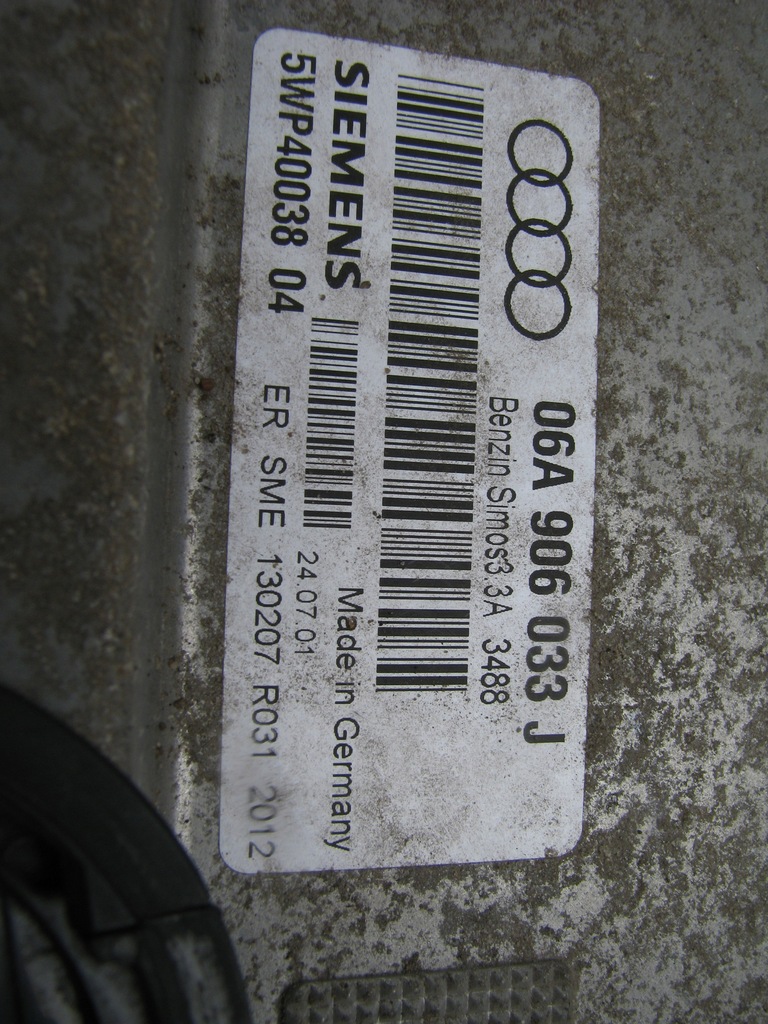 06A 906 033 J
Benzin Simos3.3A 3488
SIEMENS
5WP40038 04
Made in Germany
24.07.01
ER SME 130207 R031 2012